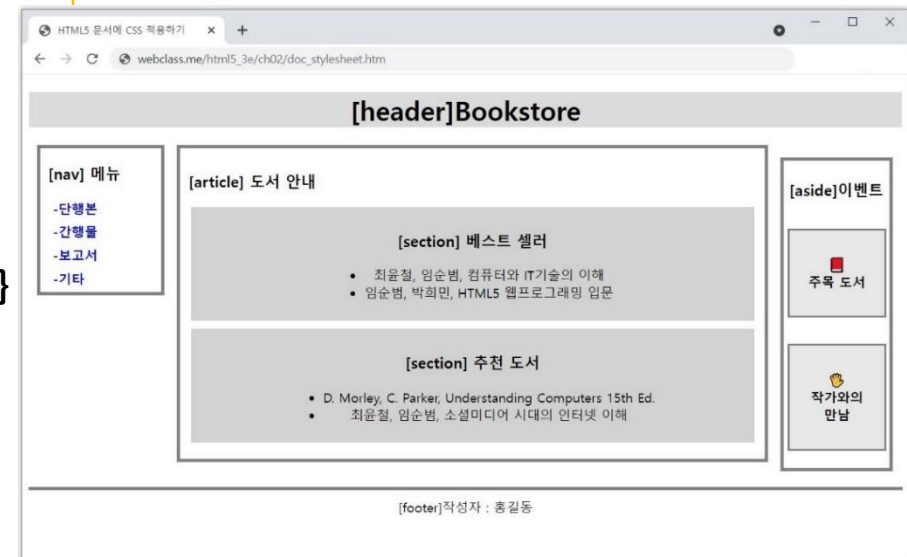 HTML5 문서에 CSS 적용하기
webclass.me/html5_3e/ch02/doc_stylesheet.htm
[header]Bookstore
[nav] 메뉴
-단행본
-간행물
-보고서
-기타
}
[article] 도서 안내
[section] 베스트 셀러
• 최윤철, 임순범, 컴퓨터와 IT기술의 이해
• 임순범, 박희민, HTML5 웹프로그래밍 입문
[section] 추천 도서
• D. Morley, C. Parker, Understanding Computers 15th Ed.
• 최윤철, 임순범, 소셜미디어 시대의 인터넷 이해
[aside]이벤트
주목 도서
작가와의
만남
[footer]작성자 : 홍길동